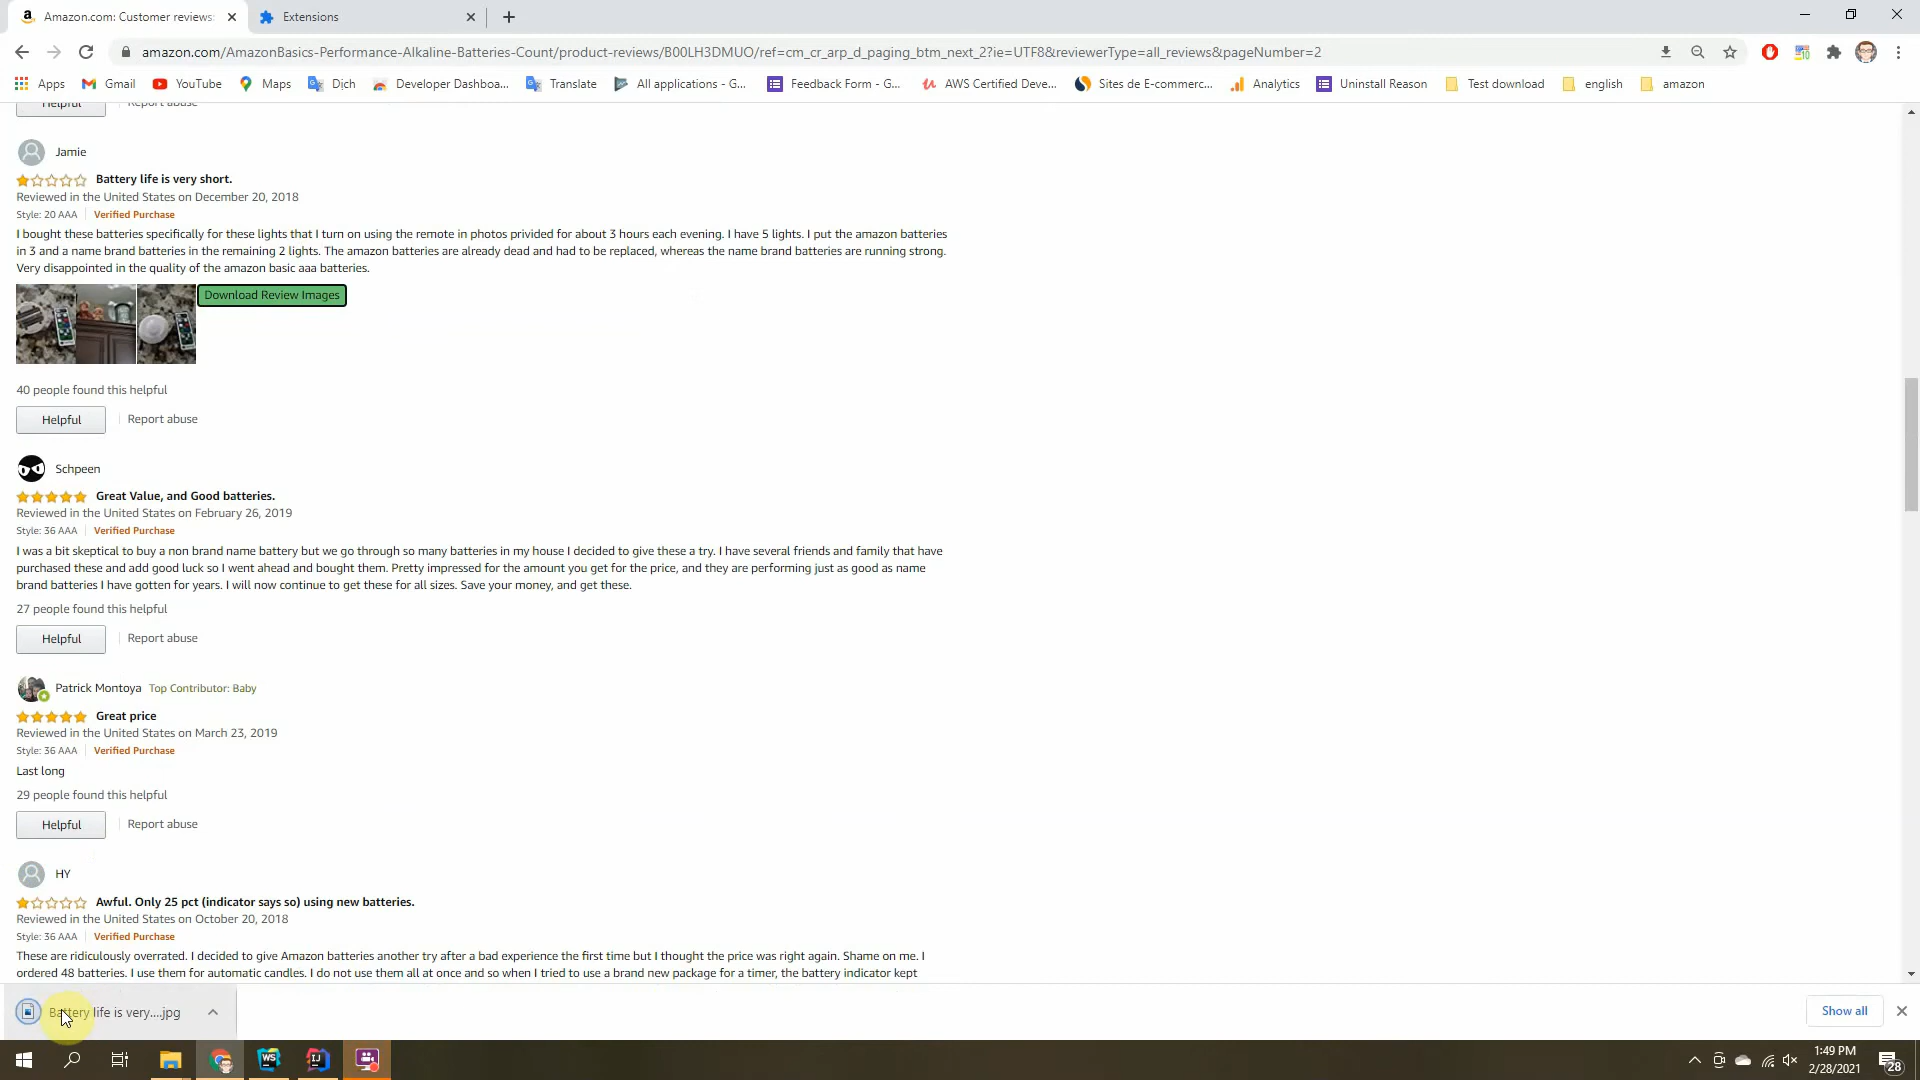 Amazon.com: Customer reviews:
Extensions
amazon.com/AmazonBasics-Performance-Alkaline-Batteries-Count/product-reviews/B00LH3DMUO/ref=cm_cr_arp_d_paging_btm_next_2?ie=UTF8&reviewerType=all_reviews&pageNumber=2
Apps Gmail YouTube Maps Dịch Developer Dashboa... Translate All applications - G... Feedback Form - G... AWS Certified Deve... Sites de E-commerc... Analytics Uninstall Reason Test download english amazon
Helpful Report abuse
Jamie
Battery life is very short.
Reviewed in the United States on December 20, 2018
Style: 20 AAA Verified Purchase
I bought these batteries specifically for these lights that I turn on using the remote in photos privided for about 3 hours each evening. I have 5 lights. I put the amazon batteries
in 3 and a name brand batteries in the remaining 2 lights. The amazon batteries are already dead and had to be replaced, whereas the name brand batteries are running strong.
Very disappointed in the quality of the amazon basic aaa batteries.
Download Review Images
40 people found this helpful
Helpful Report abuse
Schpeen
Great Value, and Good batteries.
Reviewed in the United States on February 26, 2019
Style: 36 AAA Verified Purchase
I was a bit skeptical to buy a non brand name battery but we go through so many batteries in my house I decided to give these a try. I have several friends and family that have
purchased these and add good luck so I went ahead and bought them. Pretty impressed for the amount you get for the price, and they are performing just as good as name
brand batteries I have gotten for years. I will now continue to get these for all sizes. Save your money, and get these.
27 people found this helpful
Helpful Report abuse
Patrick Montoya Top Contributor: Baby
Great price
Reviewed in the United States on March 23, 2019
Style: 36 AAA Verified Purchase
Last long
29 people found this helpful
Helpful Report abuse
HY
Awful. Only 25 pct (indicator says so) using new batteries.
Reviewed in the United States on October 20, 2018
Style: 36 AAA Verified Purchase
These are ridiculously overrated. I decided to give Amazon batteries another try after a bad experience the first time but I thought the price was right again. Shame on me. I
ordered 48 batteries. I use them for automatic candles. I do not use them all at once and so when I tried to use a brand new package for a timer, the battery indicator kept
Battery life is very....jpg
Show all
WS IJ
1:49 PM
2/28/2021
28